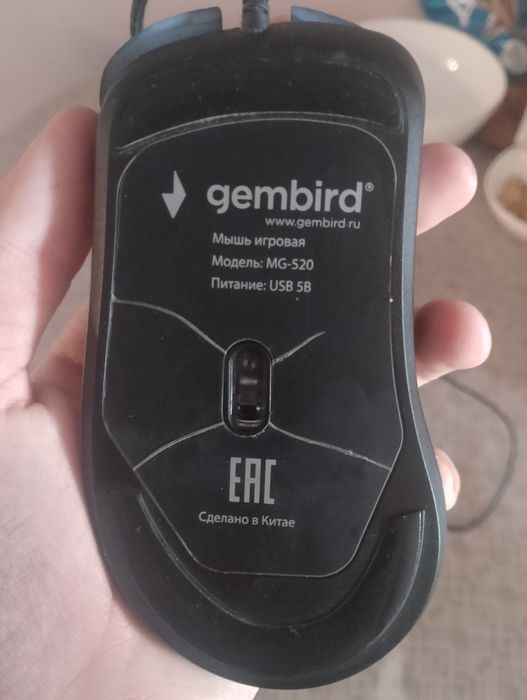 gembird®
www.gembird.ru
Мышь игровая
Модель: MG-520
Питание: USB 5В
EAC
Сделано в Китае